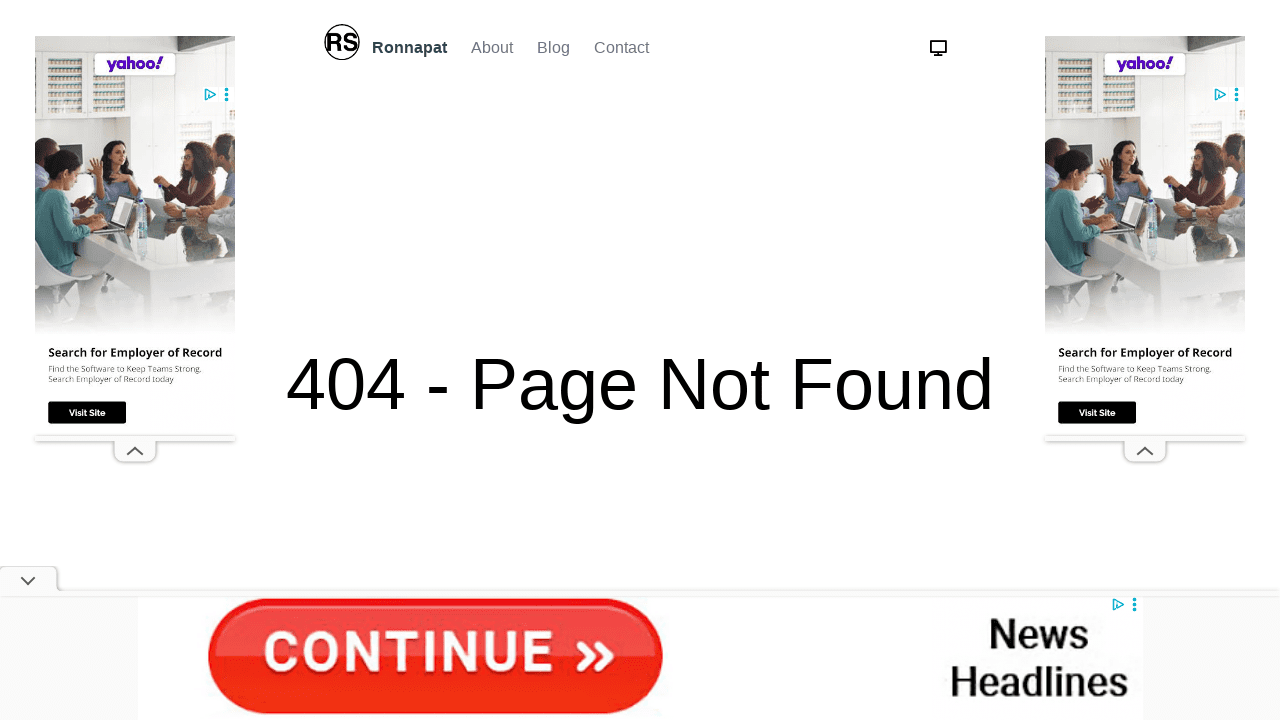 RS Ronnapat About Blog Contact
yahoo!
Search for Employer of Record
Find the Software to Keep Teams Strong.
Search Employer of Record today
Visit Site
404 - Page Not Found
yahoo!
Search for Employer of Record
Find the Software to Keep Teams Strong.
Search Employer of Record today
Visit Site
CONTINUE »
News
Headlines